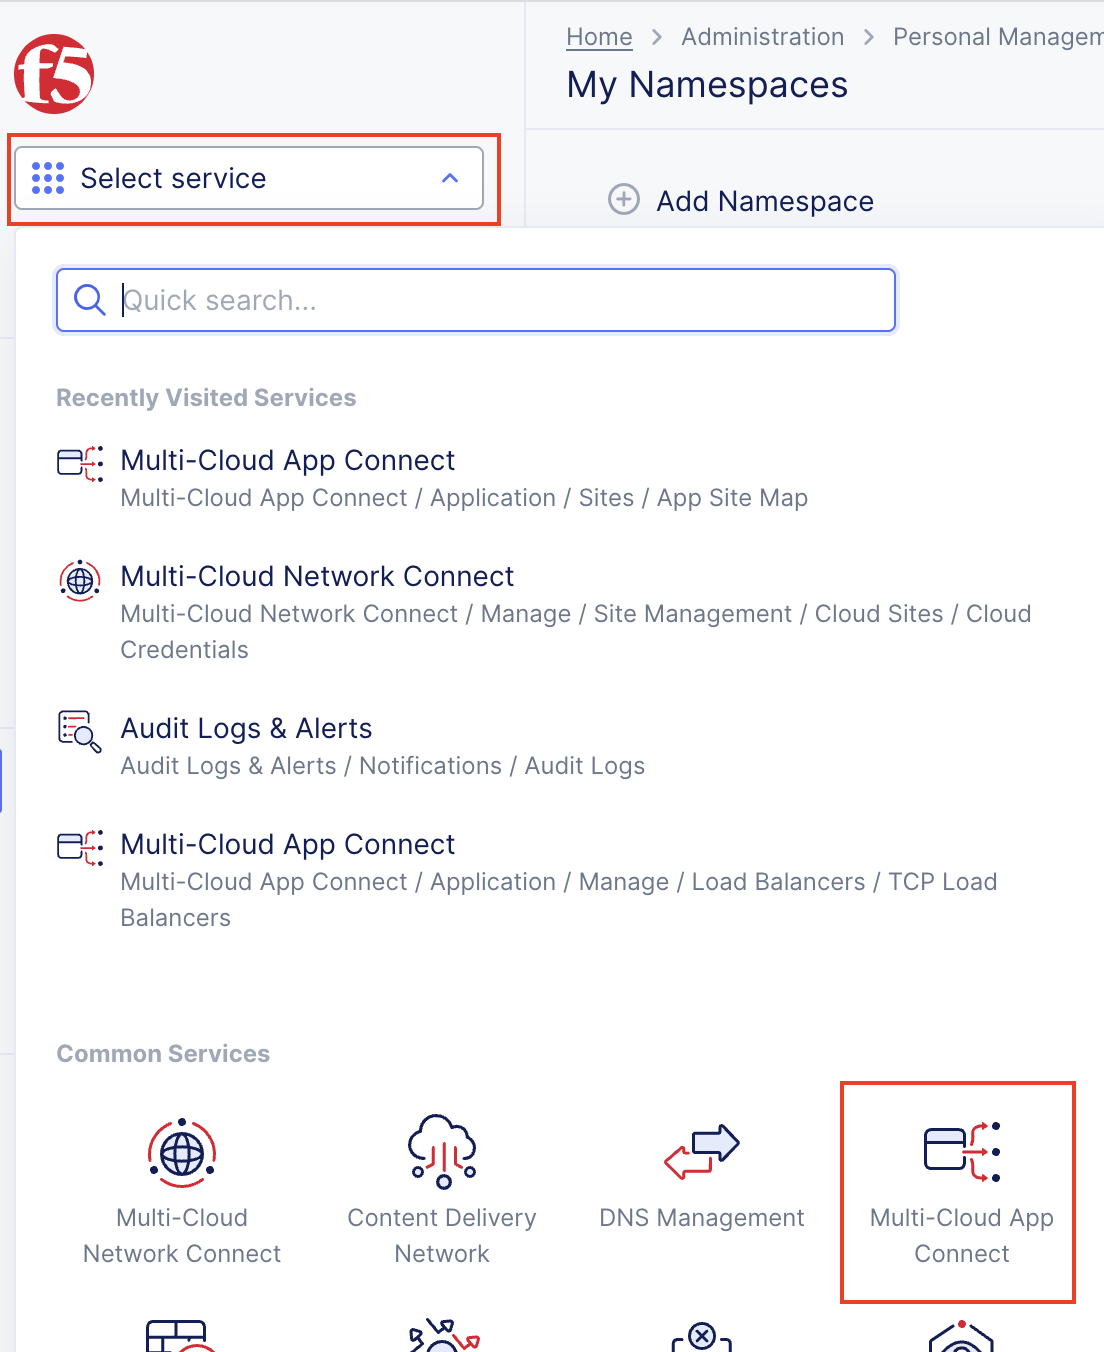 f5
Home > Administration > Personal Managem
My Namespaces
Select service
Add Namespace
Quick search...
Recently Visited Services
Multi-Cloud App Connect
Multi-Cloud App Connect / Application / Sites / App Site Map
Multi-Cloud Network Connect
Multi-Cloud Network Connect / Manage / Site Management / Cloud Sites / Cloud
Credentials
Audit Logs & Alerts
Audit Logs & Alerts / Notifications / Audit Logs
Multi-Cloud App Connect
Multi-Cloud App Connect / Application / Manage / Load Balancers / TCP Load
Balancers
Common Services
Multi-Cloud
Network Connect
Content Delivery
Network
DNS Management
Multi-Cloud App
Connect